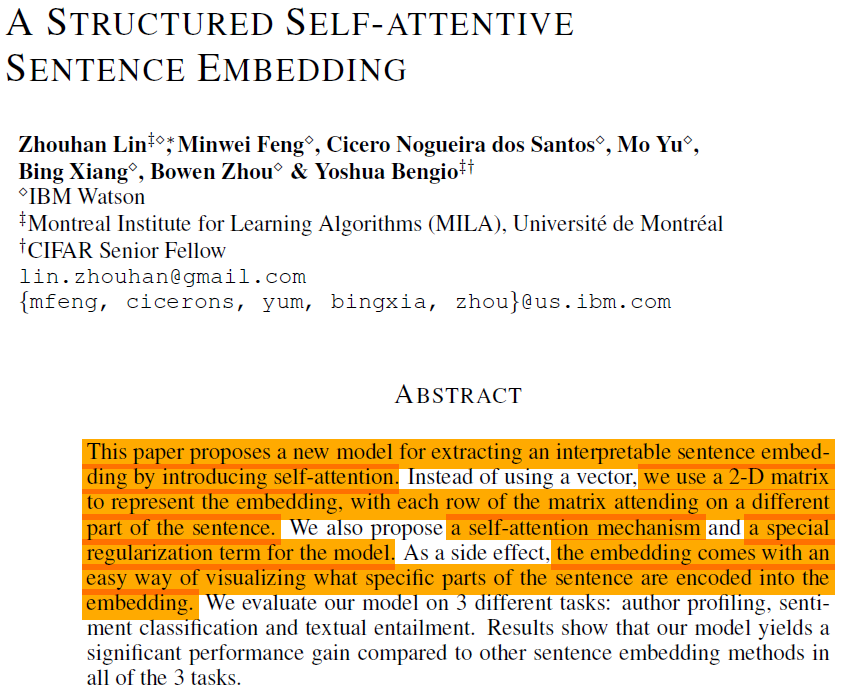 A STRUCTURED SELF-ATTENTIVE
SENTENCE EMBEDDING
Zhouhan Lin‡⋄*, Minwei Feng⋄, Cicero Nogueira dos Santos⋄, Mo Yu⋄,
Bing Xiang⋄, Bowen Zhou⋄ & Yoshua Bengio‡†
⋄IBM Watson
‡Montreal Institute for Learning Algorithms (MILA), Université de Montréal
†CIFAR Senior Fellow
lin.zhouhan@gmail.com
{mfeng, cicerons, yum, bingxia, zhou}@us.ibm.com
ABSTRACT
This paper proposes a new model for extracting an interpretable sentence embed-
ding by introducing self-attention. Instead of using a vector, we use a 2-D matrix
to represent the embedding, with each row of the matrix attending on a different
part of the sentence. We also propose a self-attention mechanism and a special
regularization term for the model. As a side effect, the embedding comes with an
easy way of visualizing what specific parts of the sentence are encoded into the
embedding. We evaluate our model on 3 different tasks: author profiling, senti-
ment classification and textual entailment. Results show that our model yields a
significant performance gain compared to other sentence embedding methods in
all of the 3 tasks.